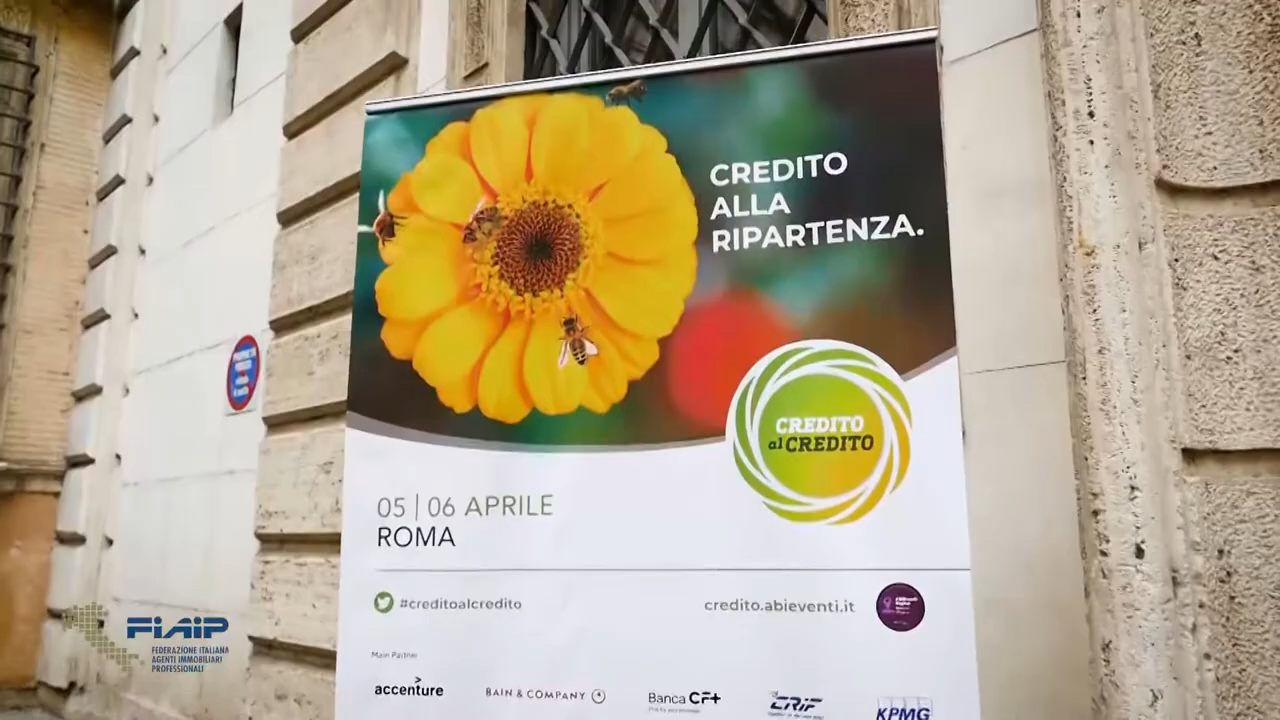 CREDITO
ALLA
RIPARTENZA.
CREDITO
al CREDITO
05 | 06 APRILE
ROMA
#creditoalcredito
credito.abieventi.it
Main Partner
accenture
BAIN & COMPANY
Banca CF+
CRIF
KPMG
FIAIP
FEDERAZIONE ITALIANA
AGENTI IMMOBILIARI
PROFESSIONALI